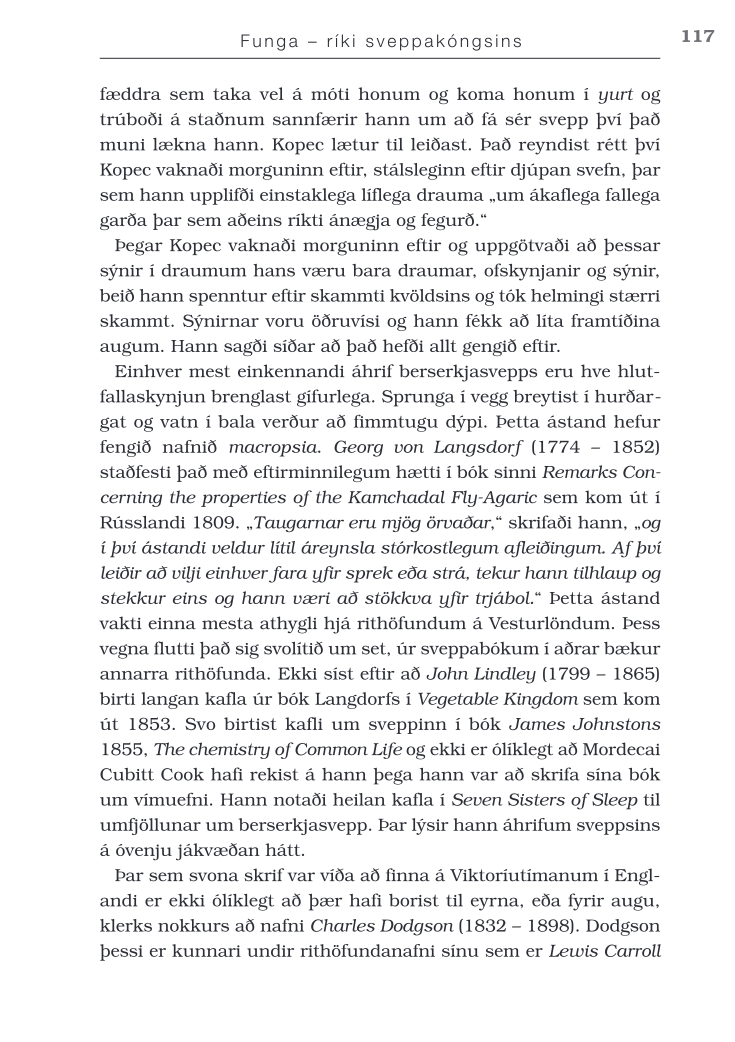 Funga – ríki sveppakóngsins
117
fæddra sem taka vel á móti honum og koma honum í yurt og
trúboði á staðnum sannfærir hann um að fá sér svepp því það
muni lækna hann. Kopec lætur til leiðast. Það reyndist rétt því
Kopec vaknaði morguninn eftir, stálsleginn eftir djúpan svefn, þar
sem hann upplifði einstaklega líflega drauma „um ákaflega fallega
garða þar sem aðeins ríkti ánægja og fegurð.“
Þegar Kopec vaknaði morguninn eftir og uppgötvaði að þessar
sýnir í draumum hans væru bara draumar, ofskynjanir og sýnir,
beið hann spenntur eftir skammti kvöldsins og tók helmingi stærri
skammt. Sýnirnar voru öðruvísi og hann fékk að líta framtíðina
augum. Hann sagði síðar að það hefði allt gengið eftir.
Einhver mest einkennandi áhrif berserkjasvepps eru hve hlut-
fallaskynjun brenglast gífurlega. Sprunga í vegg breytist í hurðar-
gat og vatn í bala verður að fimmtugu dýpi. Þetta ástand hefur
fengið nafnið macropsia. Georg von Langsdorf (1774 – 1852)
staðfesti það með eftirminnilegum hætti í bók sinni Remarks Con-
cerning the properties of the Kamchadal Fly-Agaric sem kom út í
Rússlandi 1809. „Taugarnar eru mjög örvaðar,“ skrifaði hann, „og
í því ástandi veldur lítil áreynsla stórkostlegum afleiðingum. Af því
leiðir að vilji einhver fara yfir sprek eða strá, tekur hann tilhlaup og
stekkur eins og hann væri að stökkva yfir trjábol.“ Þetta ástand
vakti einna mesta athygli hjá rithöfundum á Vesturlöndum. Þess
vegna flutti það sig svolítið um set, úr sveppabókum í aðrar bækur
annarra rithöfunda. Ekki síst eftir að John Lindley (1799 – 1865)
birti langan kafla úr bók Langdorfs í Vegetable Kingdom sem kom
út 1853. Svo birtist kafli um sveppinn í bók James Johnstons
1855, The chemistry of Common Life og ekki er ólíklegt að Mordecai
Cubitt Cook hafi rekist á hann þega hann var að skrifa sína bók
um vímuefni. Hann notaði heilan kafla í Seven Sisters of Sleep til
umfjöllunar um berserkjasvepp. Þar lýsir hann áhrifum sveppsins
á óvenju jákvæðan hátt.
Þar sem svona skrif var víða að finna á Viktoríutímanum í Engl-
andi er ekki ólíklegt að þær hafi borist til eyrna, eða fyrir augu,
klerks nokkurs að nafni Charles Dodgson (1832 – 1898). Dodgson
þessi er kunnari undir rithöfundanafni sínu sem er Lewis Carroll